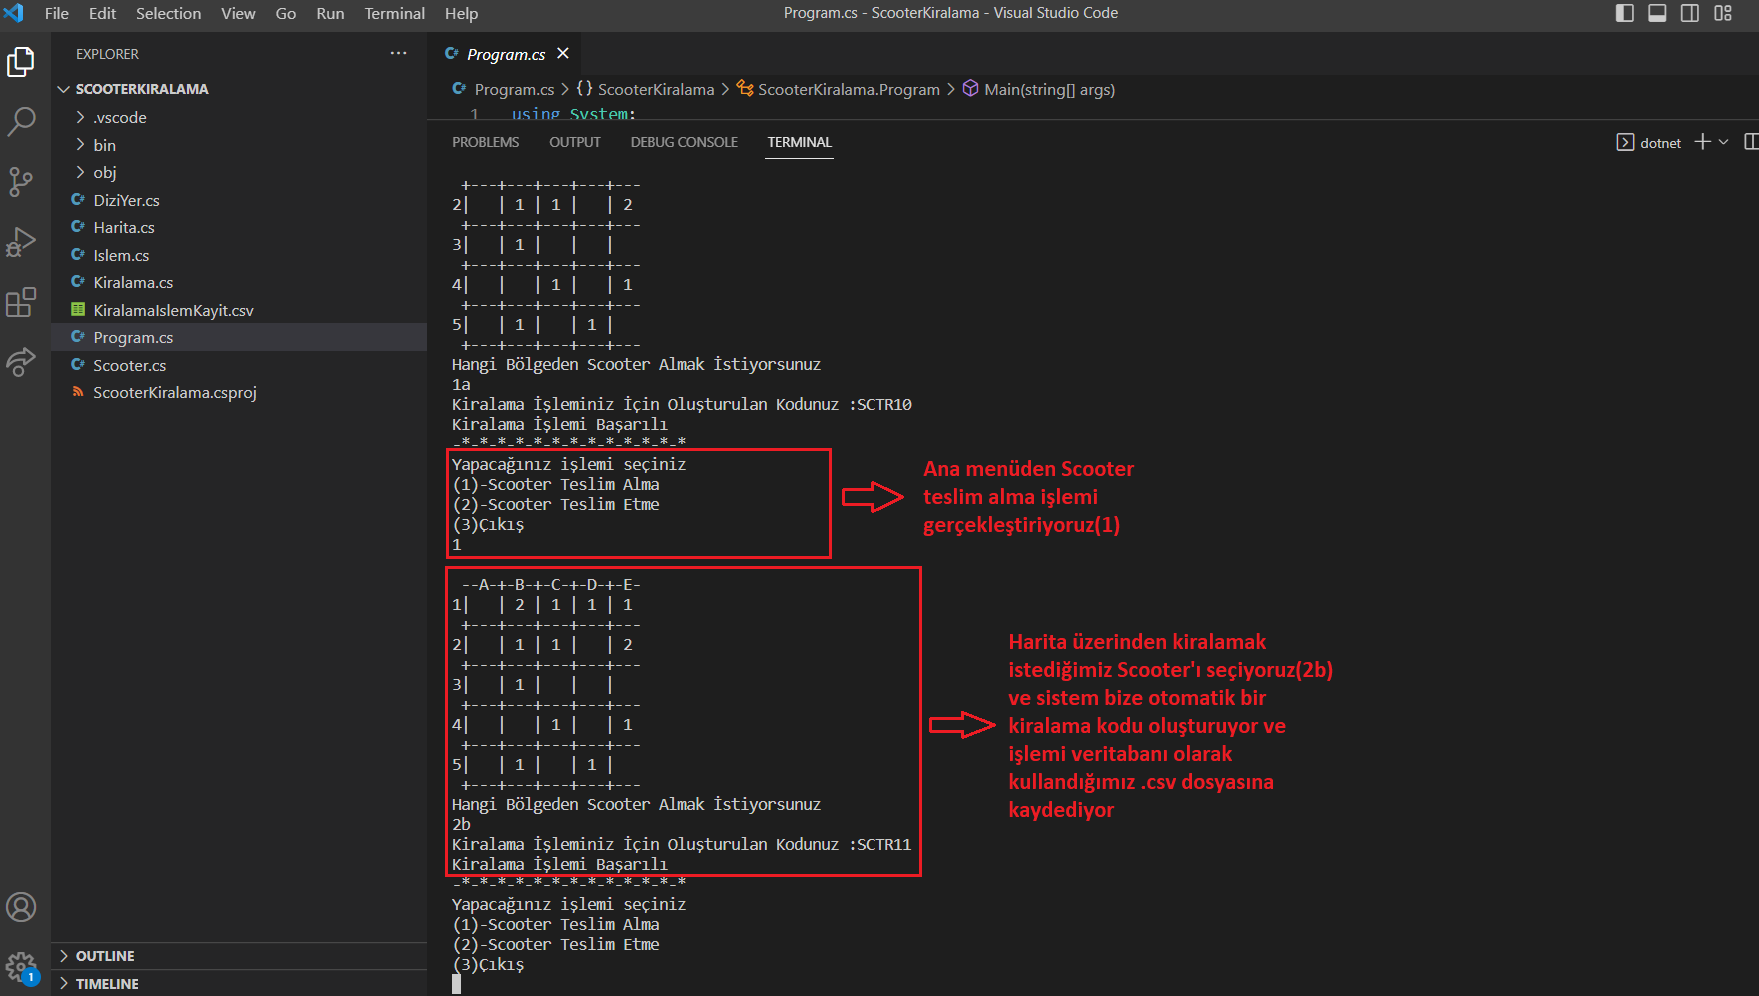 File Edit Selection View Go Run Terminal Help
Program.cs - ScooterKiralama - Visual Studio Code
EXPLORER
SCOOTERKIRALAMA
.vscode
bin
obj
DiziYer.cs
Harita.cs
Islem.cs
Kiralama.cs
KiralamaIslemKayit.csv
Program.cs
Scooter.cs
ScooterKiralama.csproj
OUTLINE
TIMELINE
1
Program.cs
Program.cs > {} ScooterKiralama > ScooterKiralama.Program > Main(string[] args)
1 using System;
PROBLEMS OUTPUT DEBUG CONSOLE TERMINAL
dotnet
 +---+---+---+---+---
2|   | 1 | 1 |   | 2
 +---+---+---+---+---
3|   | 1 |   |   |
 +---+---+---+---+---
4|   |   | 1 |   | 1
 +---+---+---+---+---
5|   | 1 |   | 1 |
 +---+---+---+---+---
Hangi Bölgeden Scooter Almak İstiyorsunuz
1a
Kiralama İşleminiz İçin Oluşturulan Kodunuz :SCTR10
Kiralama İşlemi Başarılı
-*-*-*-*-*-*-*-*-*-*-*-*-*
Yapacağınız işlemi seçiniz
(1)-Scooter Teslim Alma
(2)-Scooter Teslim Etme
(3)Çıkış
1
Ana menüden Scooter
teslim alma işlemi
gerçekleştiriyoruz(1)
 --A-+-B-+-C-+-D-+-E-
1|   | 2 | 1 | 1 | 1
 +---+---+---+---+---
2|   | 1 | 1 |   | 2
 +---+---+---+---+---
3|   | 1 |   |   |
 +---+---+---+---+---
4|   |   | 1 |   | 1
 +---+---+---+---+---
5|   | 1 |   | 1 |
 +---+---+---+---+---
Hangi Bölgeden Scooter Almak İstiyorsunuz
2b
Kiralama İşleminiz İçin Oluşturulan Kodunuz :SCTR11
Kiralama İşlemi Başarılı
Harita üzerinden kiralamak
istediğimiz Scooter'ı seçiyoruz(2b)
ve sistem bize otomatik bir
kiralama kodu oluşturuyor ve
işlemi veritabanı olarak
kullandığımız .csv dosyasına
kaydediyor
-*-*-*-*-*-*-*-*-*-*-*-*-*
Yapacağınız işlemi seçiniz
(1)-Scooter Teslim Alma
(2)-Scooter Teslim Etme
(3)Çıkış